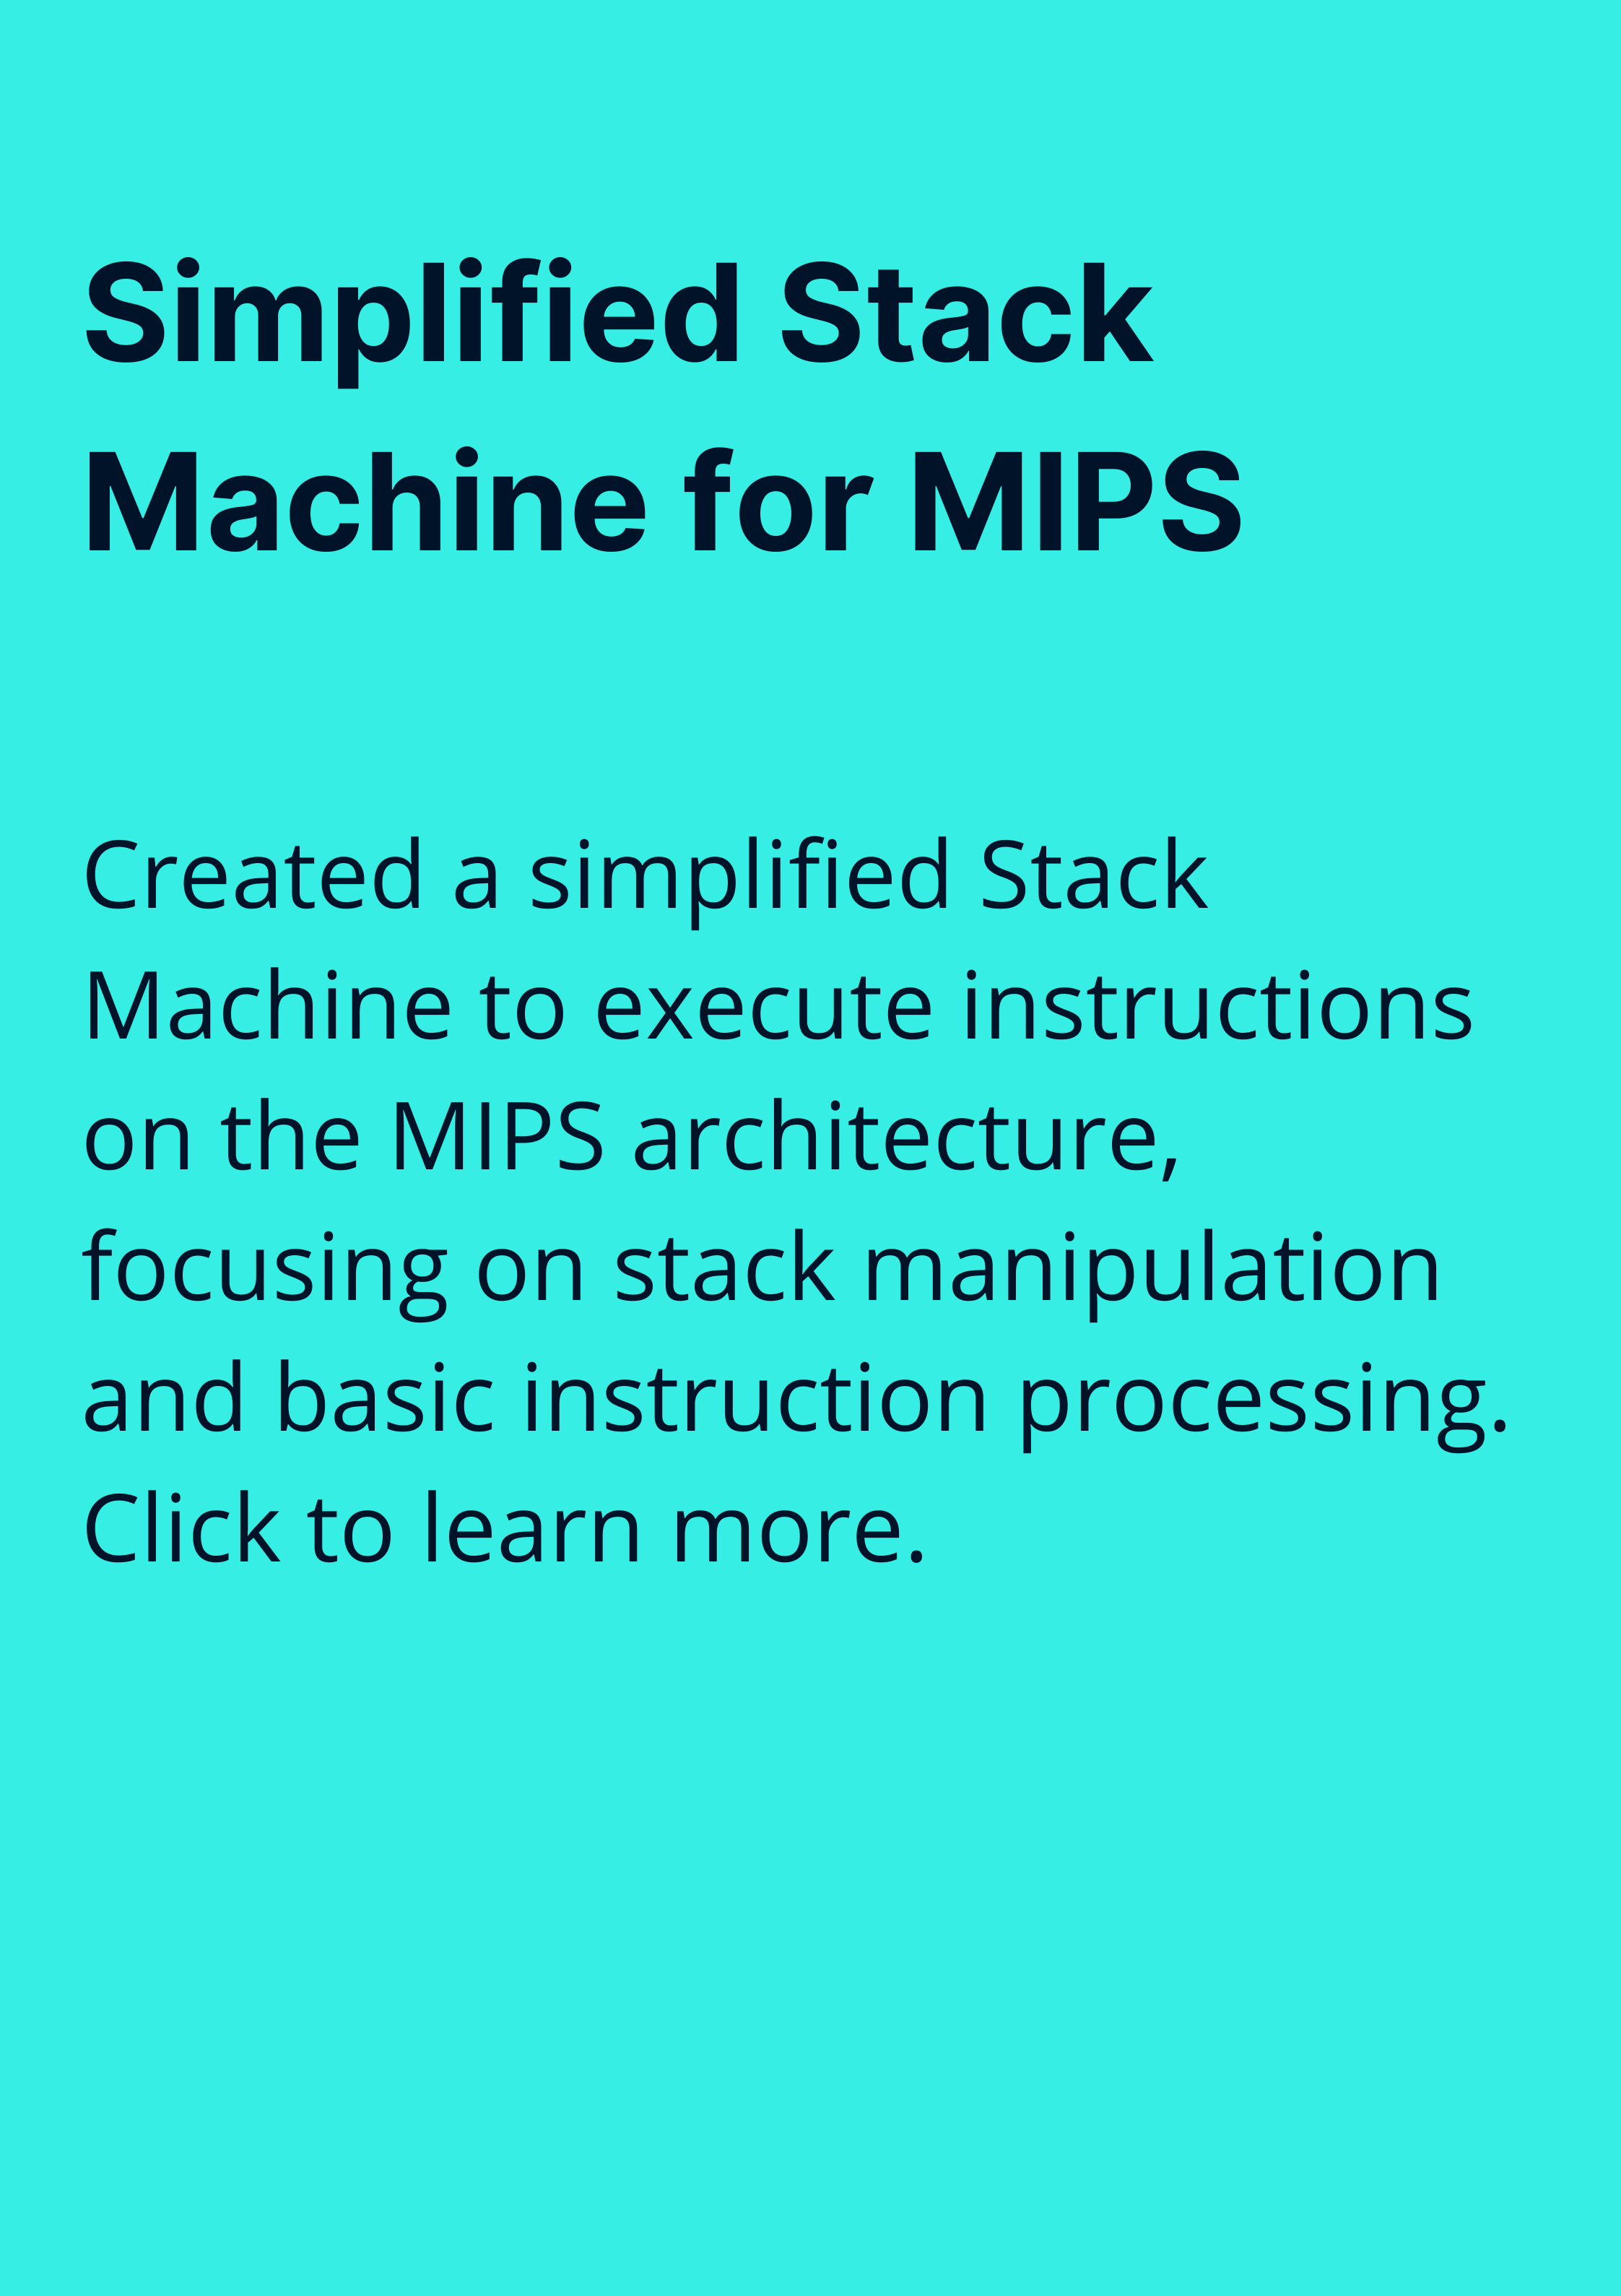 Simplified Stack
Machine for MIPS
Created a simplified Stack
Machine to execute instructions
on the MIPS architecture,
focusing on stack manipulation
and basic instruction processing.
Click to learn more.